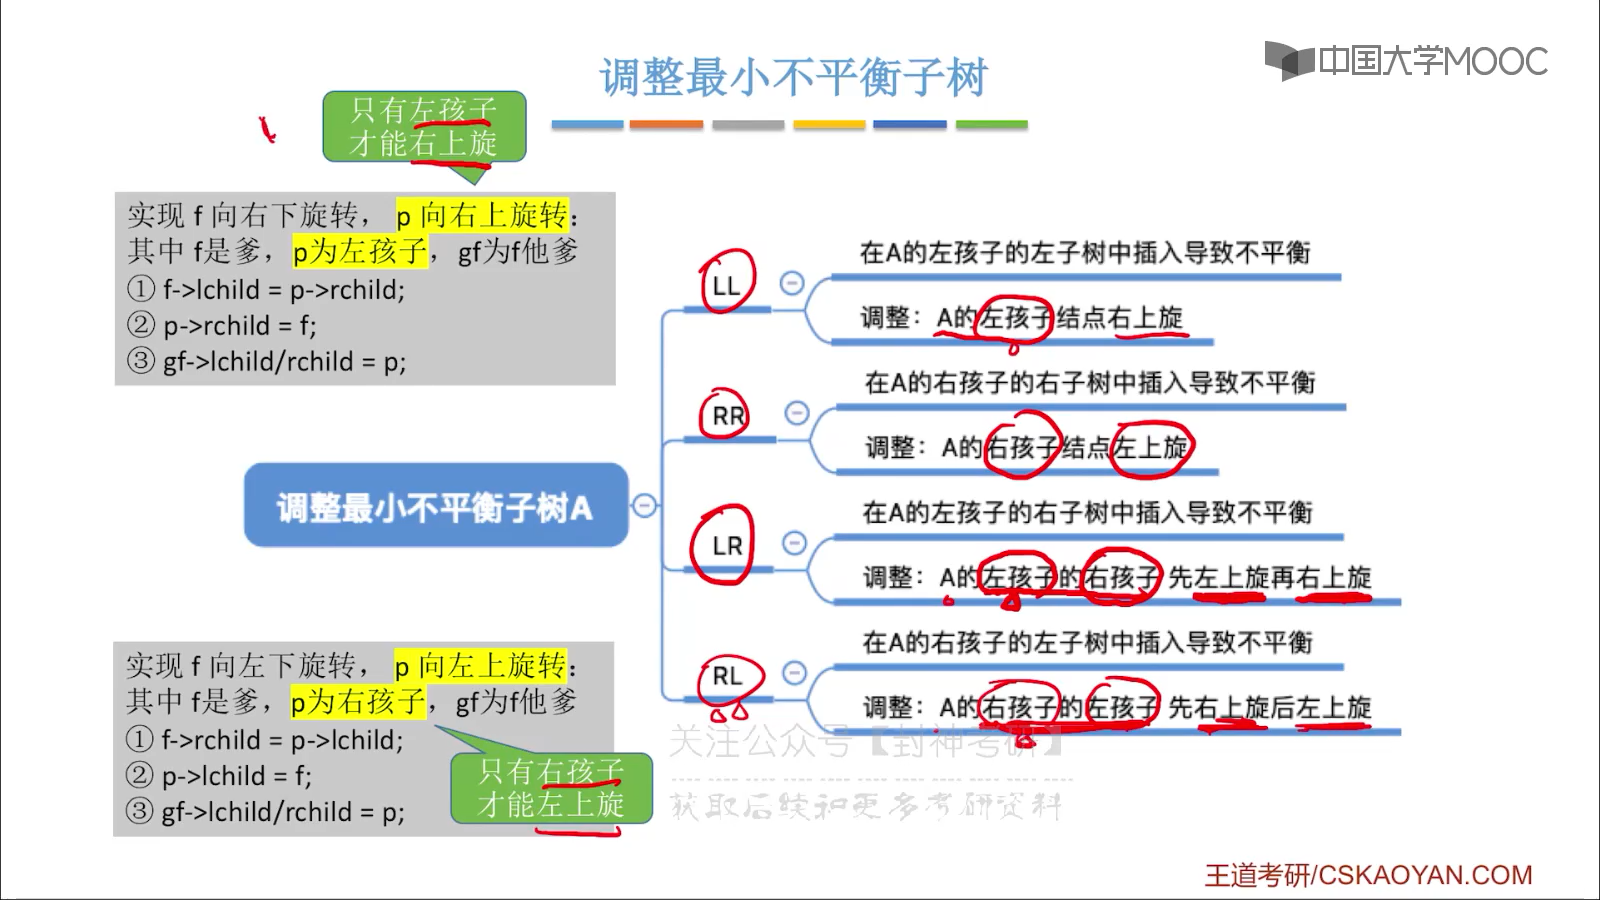 中国大学MOOC
调整最小不平衡子树
只有左孩子
才能右上旋
实现 f 向右下旋转， p 向右上旋转：
其中 f是爹，p为左孩子，gf为f他爹
① f->lchild = p->rchild;
② p->rchild = f;
③ gf->lchild/rchild = p;
调整最小不平衡子树A
LL
在A的左孩子的左子树中插入导致不平衡
调整：A的左孩子结点右上旋
RR
在A的右孩子的右子树中插入导致不平衡
调整：A的右孩子结点左上旋
LR
在A的左孩子的右子树中插入导致不平衡
调整：A的左孩子的右孩子 先左上旋再右上旋
RL
在A的右孩子的左子树中插入导致不平衡
调整：A的右孩子的左孩子 先右上旋后左上旋
实现 f 向左下旋转， p 向左上旋转：
其中 f是爹，p为右孩子，gf为f他爹
① f->rchild = p->lchild;
② p->lchild = f;
③ gf->lchild/rchild = p;
只有右孩子
才能左上旋
关注公众号【封神考研】
获取后续和更多考研资料
王道考研/CSKAOYAN.COM